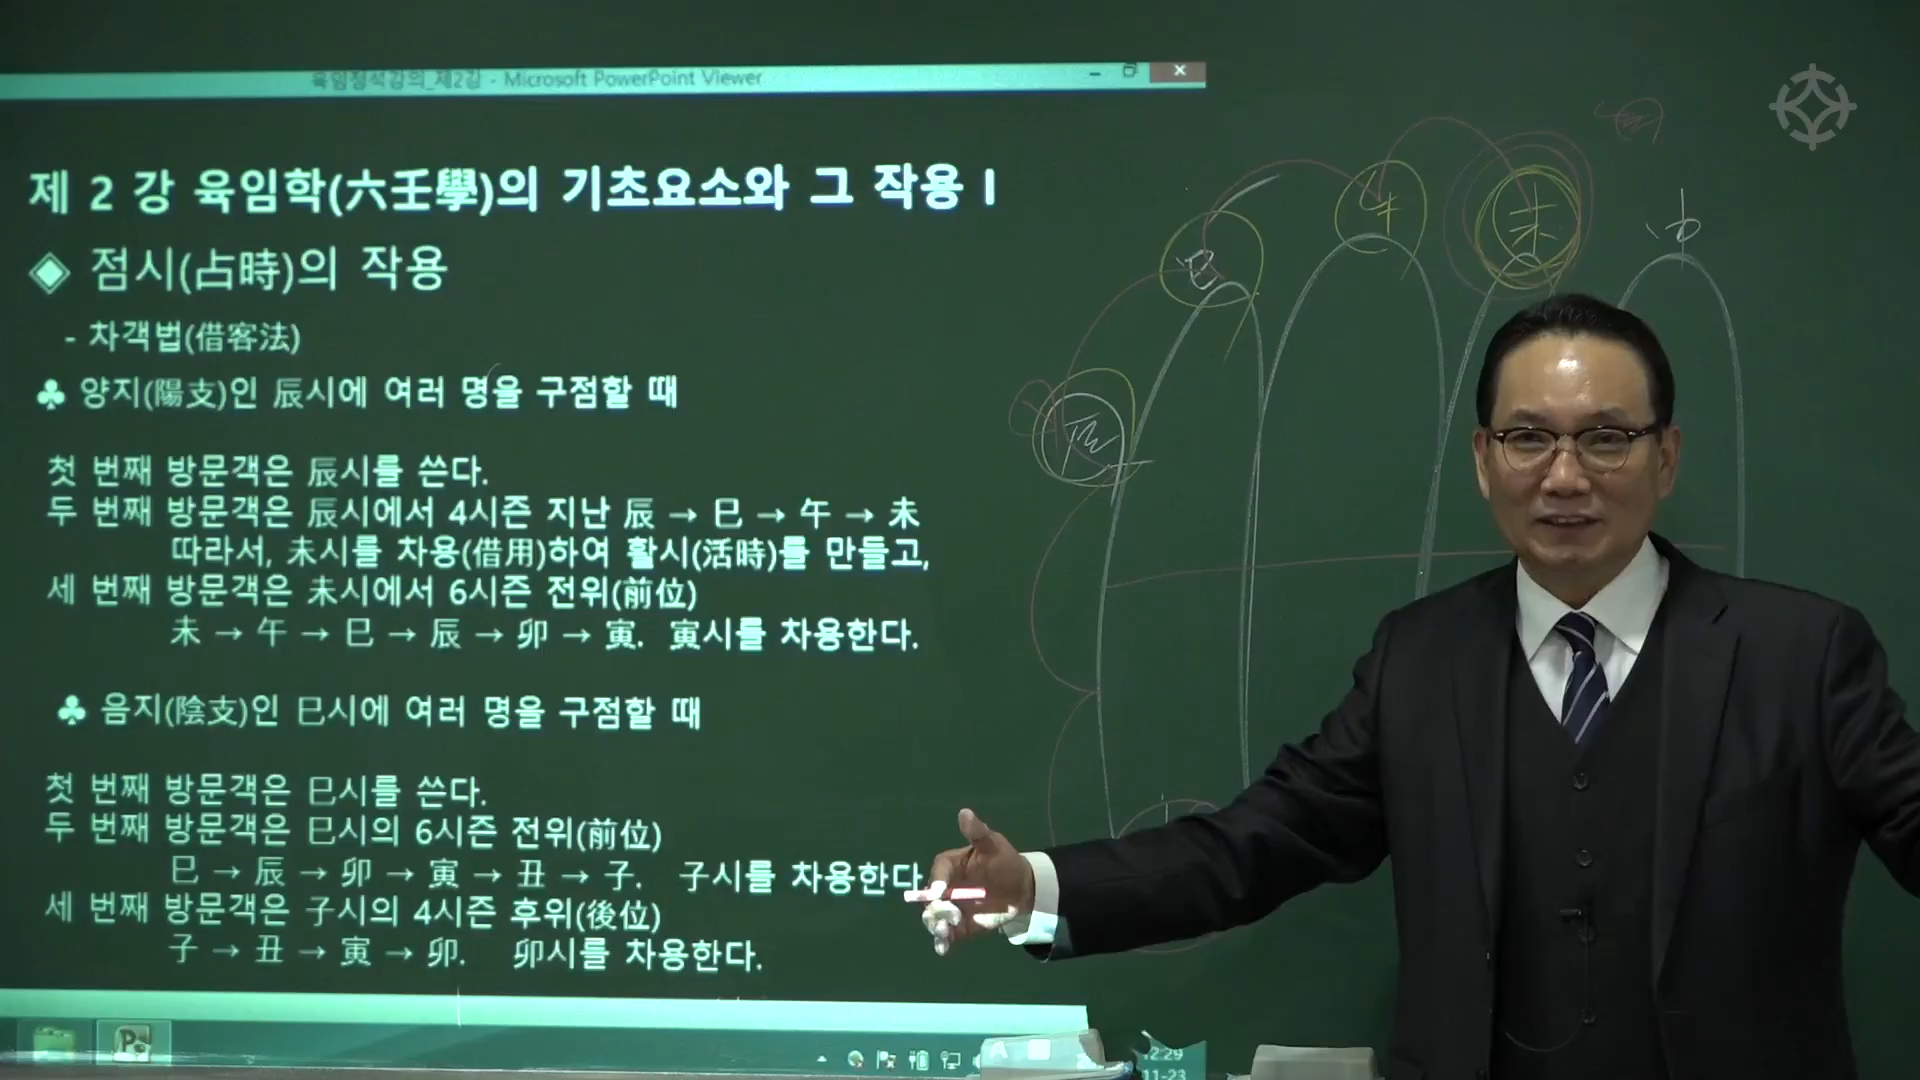 육임정석강의_제2강 - Microsoft PowerPoint Viewer
제 2 강 육임학(六壬學)의 기초요소와 그 작용 I
◈ 점시(占時)의 작용
- 차객법(借客法)
♣ 양지(陽支)인 辰시에 여러 명을 구점할 때
첫 번째 방문객은 辰시를 쓴다.
두 번째 방문객은 辰시에서 4시즌 지난 辰 → 巳 → 午 → 未
따라서, 未시를 차용(借用)하여 활시(活時)를 만들고,
세 번째 방문객은 未시에서 6시즌 전위(前位)
未 → 午 → 巳 → 辰 → 卯 → 寅. 寅시를 차용한다.
♣ 음지(陰支)인 巳시에 여러 명을 구점할 때
첫 번째 방문객은 巳시를 쓴다.
두 번째 방문객은 巳시의 6시즌 전위(前位)
巳 → 辰 → 卯 → 寅 → 丑 → 子. 子시를 차용한다.
세 번째 방문객은 子시의 4시즌 후위(後位)
子 → 丑 → 寅 → 卯. 卯시를 차용한다.
巳 午 未
辰
A
12:29
11-23